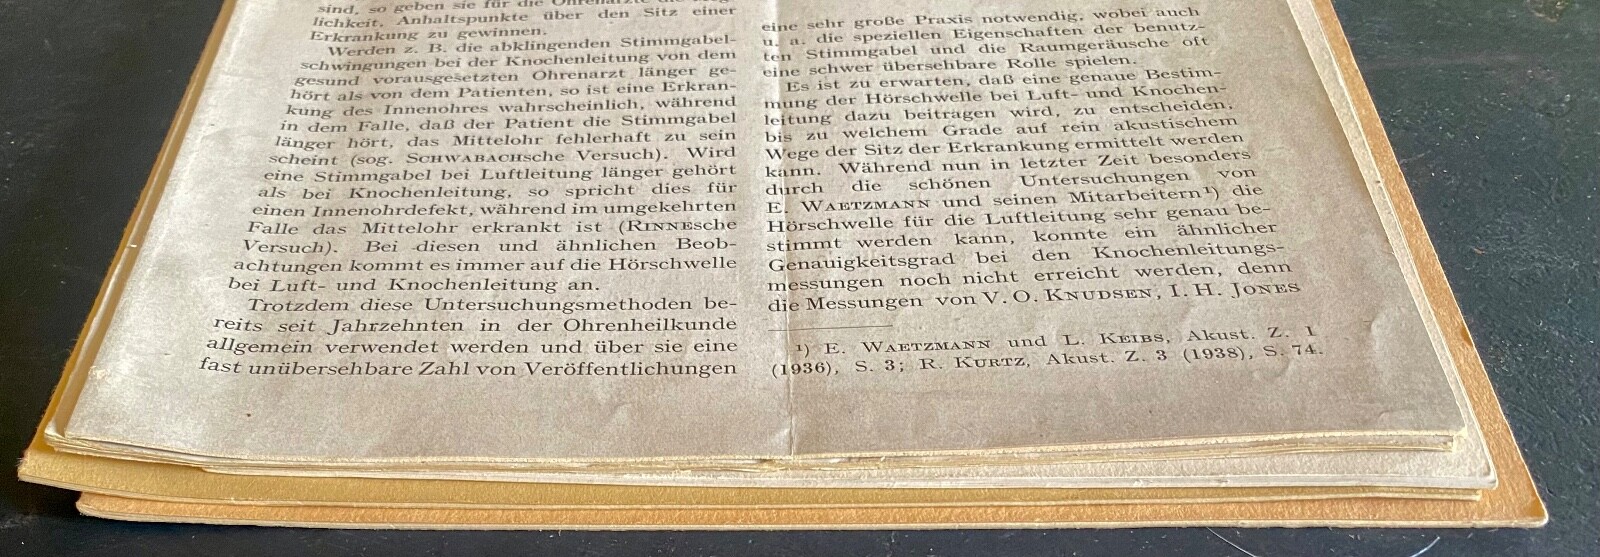 sind, so geben sie für die Ohrenärzte die Mög-
lichkeit, Anhaltspunkte über den Sitz einer
Erkrankung zu gewinnen.
Werden z. B. die abklingenden Stimmgabel-
schwingungen bei der Knochenleitung von dem
gesund vorausgesetzten Ohrenarzt länger ge-
hört als von dem Patienten, so ist eine Erkran-
kung des Innenohres wahrscheinlich, während
in dem Falle, daß der Patient die Stimmgabel
länger hört, das Mittelohr fehlerhaft zu sein
scheint (sog. SCHWABACHsche Versuch). Wird
eine Stimmgabel bei Luftleitung länger gehört
als bei Knochenleitung, so spricht dies für
einen Innenohrdefekt, während im umgekehrten
Falle das Mittelohr erkrankt ist (RINNEsche
Versuch). Bei diesen und ähnlichen Beob-
achtungen kommt es immer auf die Hörschwelle
bei Luft- und Knochenleitung an.
Trotzdem diese Untersuchungsmethoden be-
reits seit Jahrzehnten in der Ohrenheilkunde
allgemein verwendet werden und über sie eine
fast unübersehbare Zahl von Veröffentlichungen
eine sehr große Praxis notwendig, wobei auch
u. a. die speziellen Eigenschaften der benutz-
ten Stimmgabel und die Raumgeräusche oft
eine schwer übersehbare Rolle spielen.
Es ist zu erwarten, daß eine genaue Bestim-
mung der Hörschwelle bei Luft- und Knochen-
leitung dazu beitragen wird, zu entscheiden,
bis zu welchem Grade auf rein akustischem
Wege der Sitz der Erkrankung ermittelt werden
kann. Während nun in letzter Zeit besonders
durch die schönen Untersuchungen von
E. WAETZMANN und seinen Mitarbeitern¹) die
Hörschwelle für die Luftleitung sehr genau be-
stimmt werden kann, konnte ein ähnlicher
Genauigkeitsgrad bei den Knochenleitungs-
messungen noch nicht erreicht werden, denn
die Messungen von V. O. KNUDSEN, I. H. JONES
¹) E. WAETZMANN und L. KEIBS, Akust. Z. 1
(1936), S. 3; R. KURTZ, Akust. Z. 3 (1938), S. 74.